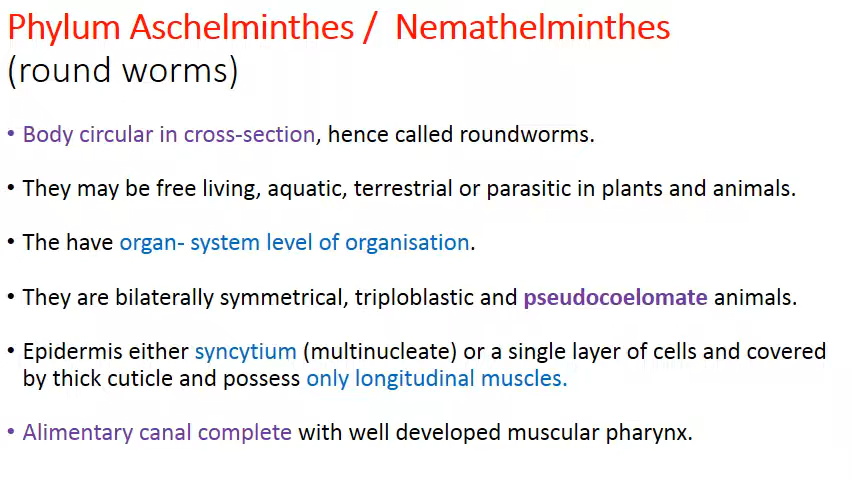 Phylum Aschelminthes / Nemathelminthes
(round worms)
• Body circular in cross-section, hence called roundworms.
• They may be free living, aquatic, terrestrial or parasitic in plants and animals.
• The have organ- system level of organisation.
• They are bilaterally symmetrical, triploblastic and pseudocoelomate animals.
• Epidermis either syncytium (multinucleate) or a single layer of cells and covered
by thick cuticle and possess only longitudinal muscles.
• Alimentary canal complete with well developed muscular pharynx.